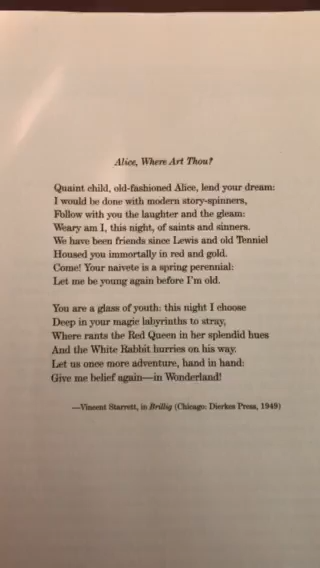 Alice, Where Art Thou?
Quaint child, old-fashioned Alice, lend your dream:
I would be done with modern story-spinners,
Follow with you the laughter and the gleam:
Weary am I, this night, of saints and sinners.
We have been friends since Lewis and old Tenniel
Housed you immortally in red and gold.
Come! Your naivete is a spring perennial:
Let me be young again before I'm old.
You are a glass of youth: this night I choose
Deep in your magic labyrinths to stray,
Where rants the Red Queen in her splendid hues
And the White Rabbit hurries on his way.
Let us once more adventure, hand in hand:
Give me belief again—in Wonderland!
—Vincent Starrett, in Brillig (Chicago: Dierkes Press, 1949)